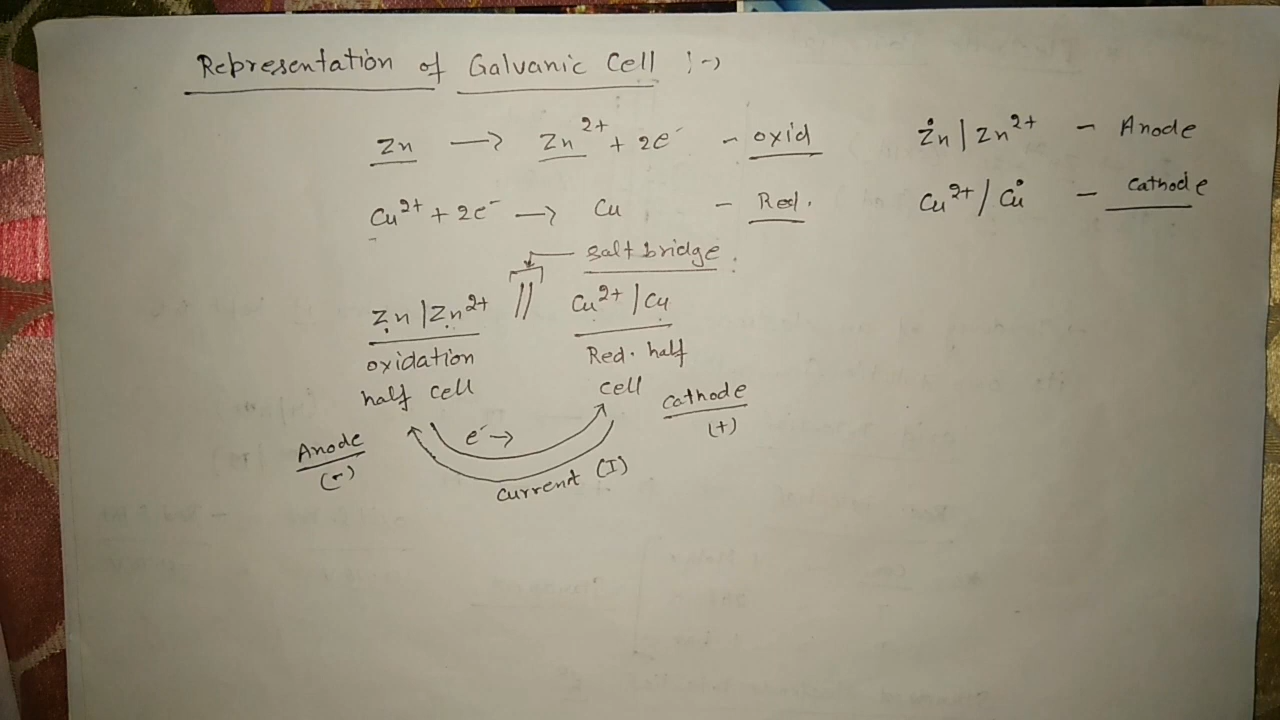 Representation of Galvanic Cell :→
Zn → Zn²⁺ + 2e⁻ - oxid Zn | Zn²⁺ - Anode
Cu²⁺ + 2e⁻ → Cu - Red. Cu²⁺ / Cu - Cathode
salt bridge.
Zn | Zn²⁺ || Cu²⁺ | Cu
oxidation Red. half
half cell cell cathode
(+)
Anode e⁻ →
(-)
current (I)